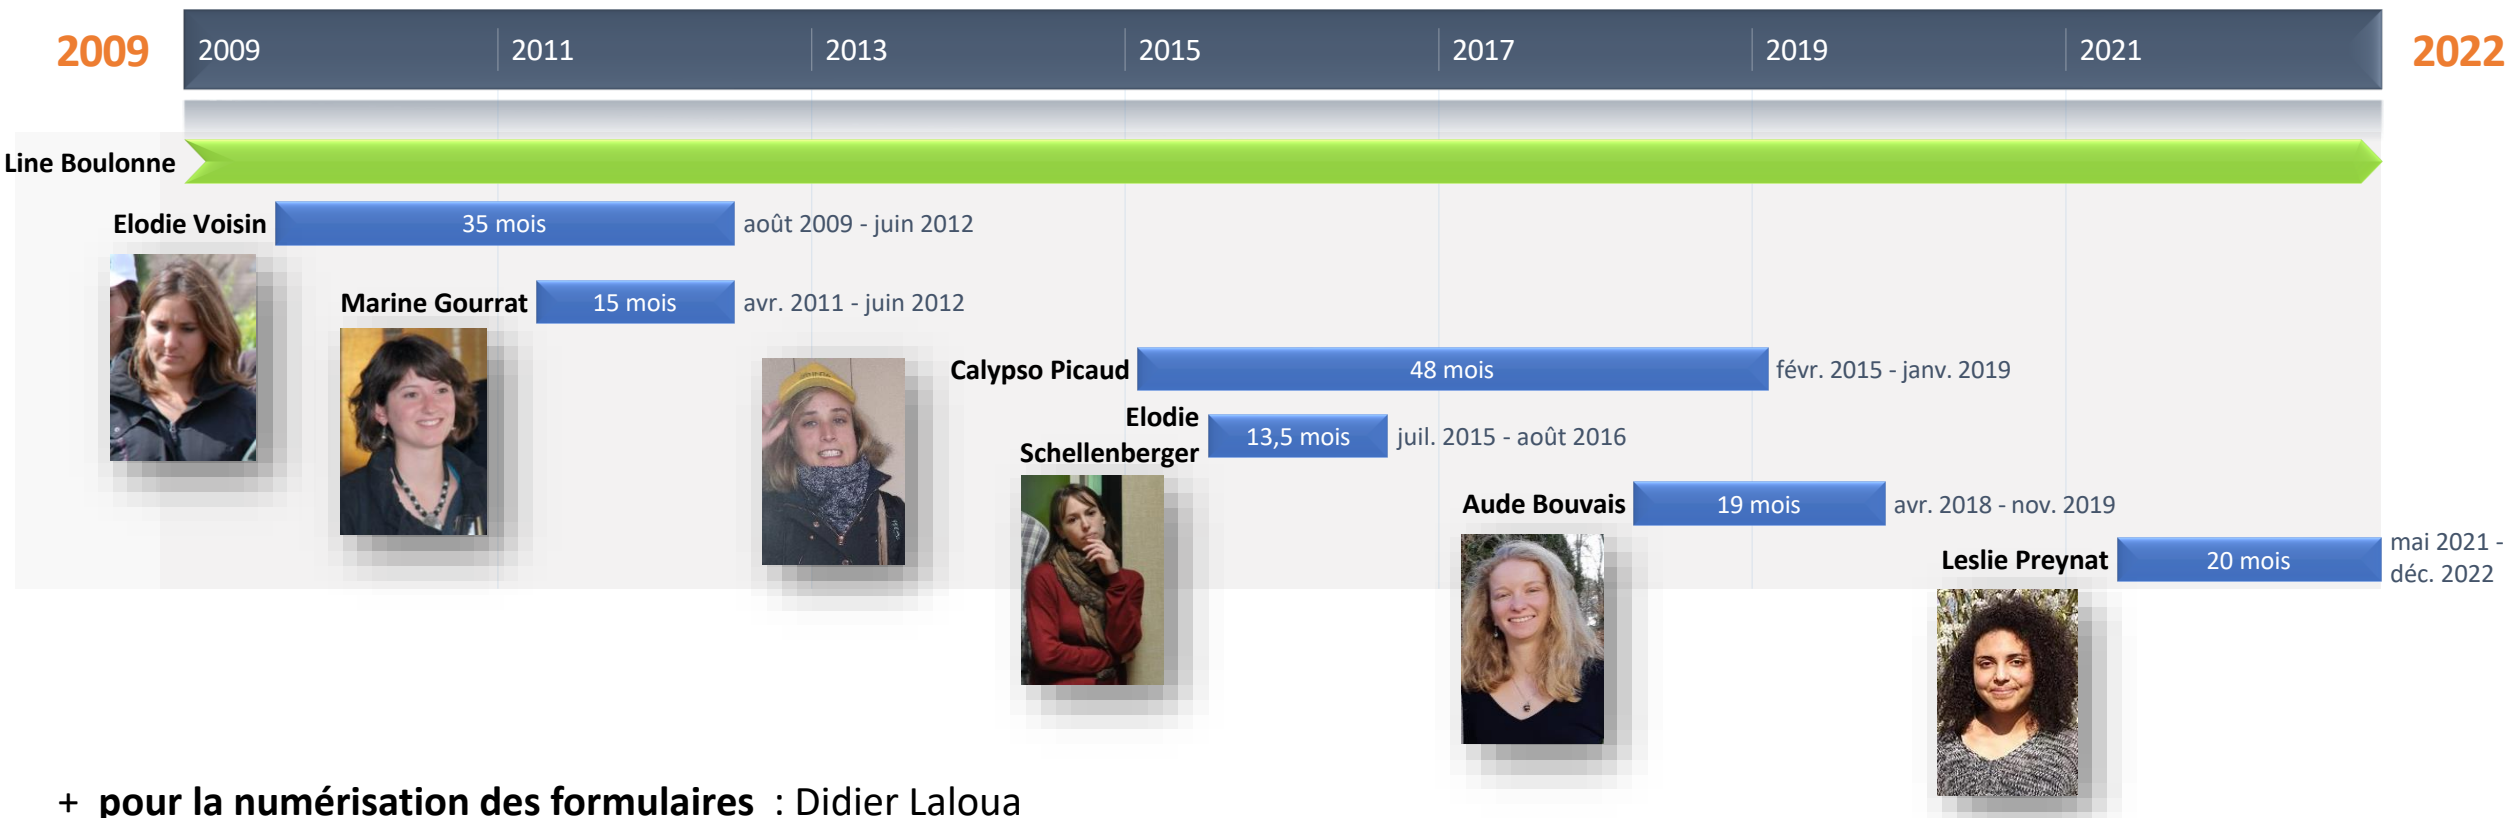 2009 2009 2011 2013 2015 2017 2019 2021 2022
Line Boulonne
Elodie Voisin 35 mois août 2009 - juin 2012
Marine Gourrat 15 mois avr. 2011 - juin 2012
Calypso Picaud 48 mois févr. 2015 - janv. 2019
Elodie
Schellenberger 13,5 mois juil. 2015 - août 2016
Aude Bouvais 19 mois avr. 2018 - nov. 2019
Leslie Preynat 20 mois mai 2021 -
déc. 2022
+ pour la numérisation des formulaires : Didier Laloua